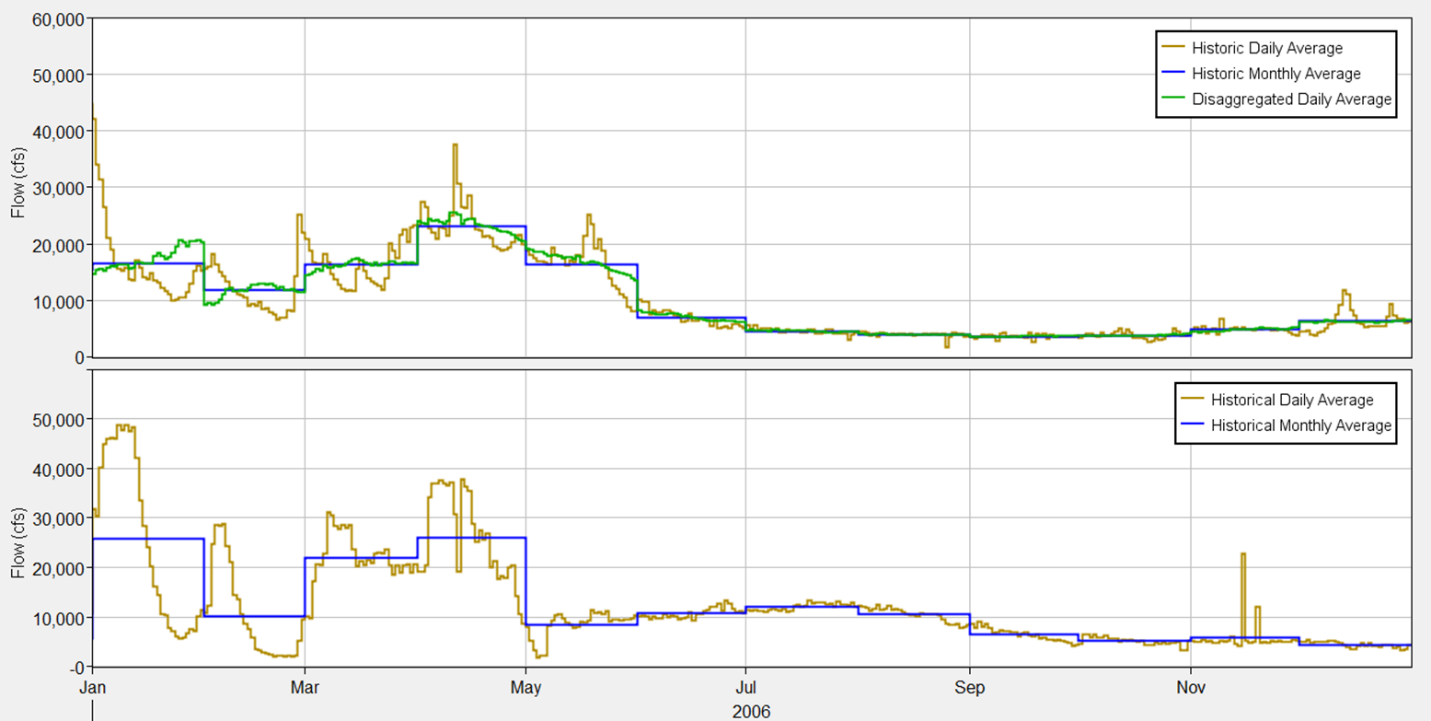 60,000
50,000
40,000
30,000
20,000
10,000
0
Flow (cfs)
Historic Daily Average
Historic Monthly Average
Disaggregated Daily Average
50,000
40,000
30,000
20,000
10,000
-0
Flow (cfs)
Historical Daily Average
Historical Monthly Average
Jan Mar May Jul Sep Nov
2006